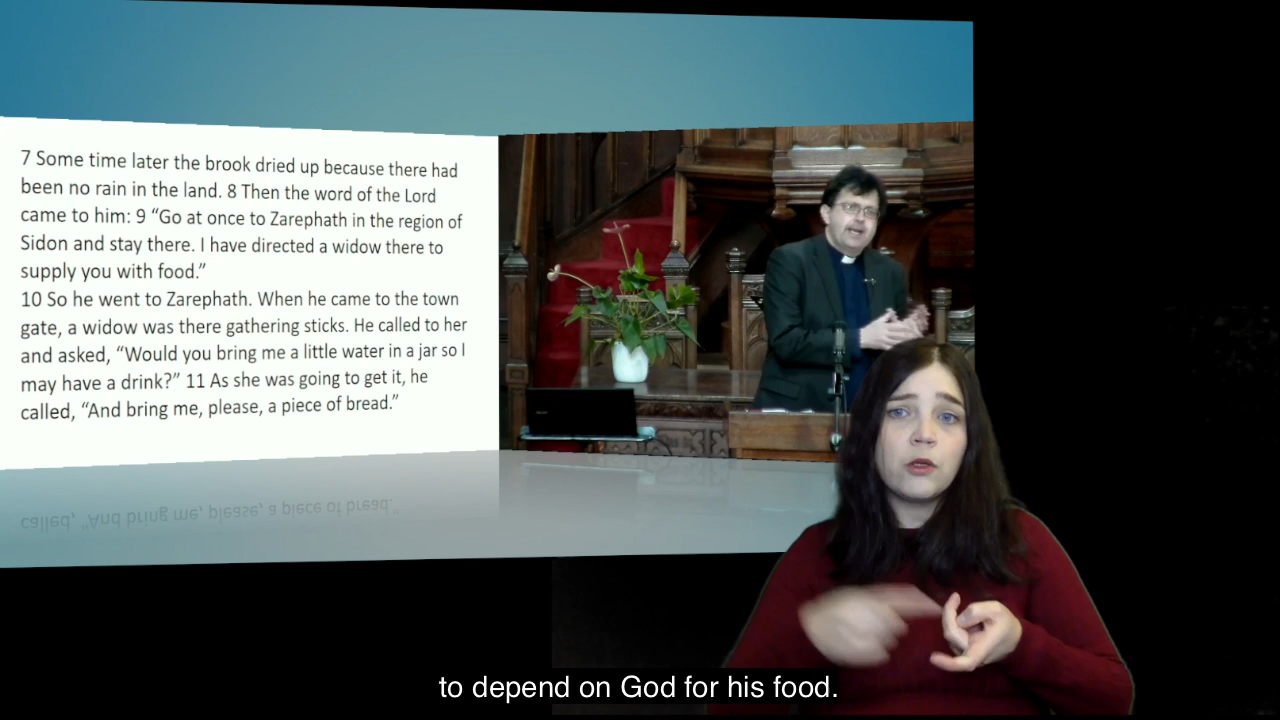 7 Some time later the brook dried up because there had
been no rain in the land. 8 Then the word of the Lord
came to him: 9 “Go at once to Zarephath in the region of
Sidon and stay there. I have directed a widow there to
supply you with food.”
10 So he went to Zarephath. When he came to the town
gate, a widow was there gathering sticks. He called to her
and asked, “Would you bring me a little water in a jar so I
may have a drink?” 11 As she was going to get it, he
called, “And bring me, please, a piece of bread.”
called, “And bring me, please, a piece of bread.”
to depend on God for his food.